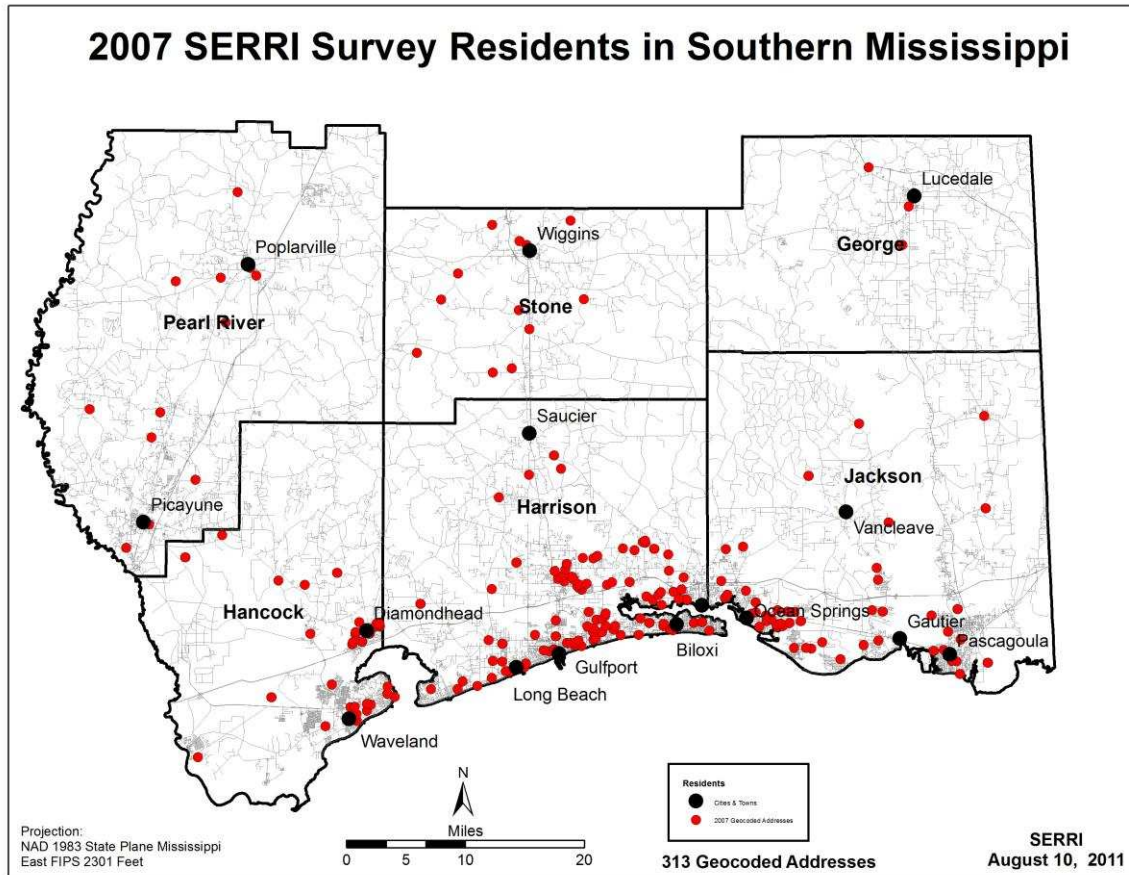 2007 SERRI Survey Residents in Southern Mississippi
Lucedale
George
Wiggins
Poplarville
Stone
Pearl River
Saucier
Jackson
Picayune
Harrison
Vancleave
Hancock
Diamondhead
Ocean Springs
Gautier
Biloxi
Pascagoula
Gulfport
Long Beach
Waveland
N
Miles
0 5 10 20
Residents
Cities & Towns
2007 Geocoded Addresses
313 Geocoded Addresses
Projection:
NAD 1983 State Plane Mississippi
East FIPS 2301 Feet
SERRI
August 10, 2011